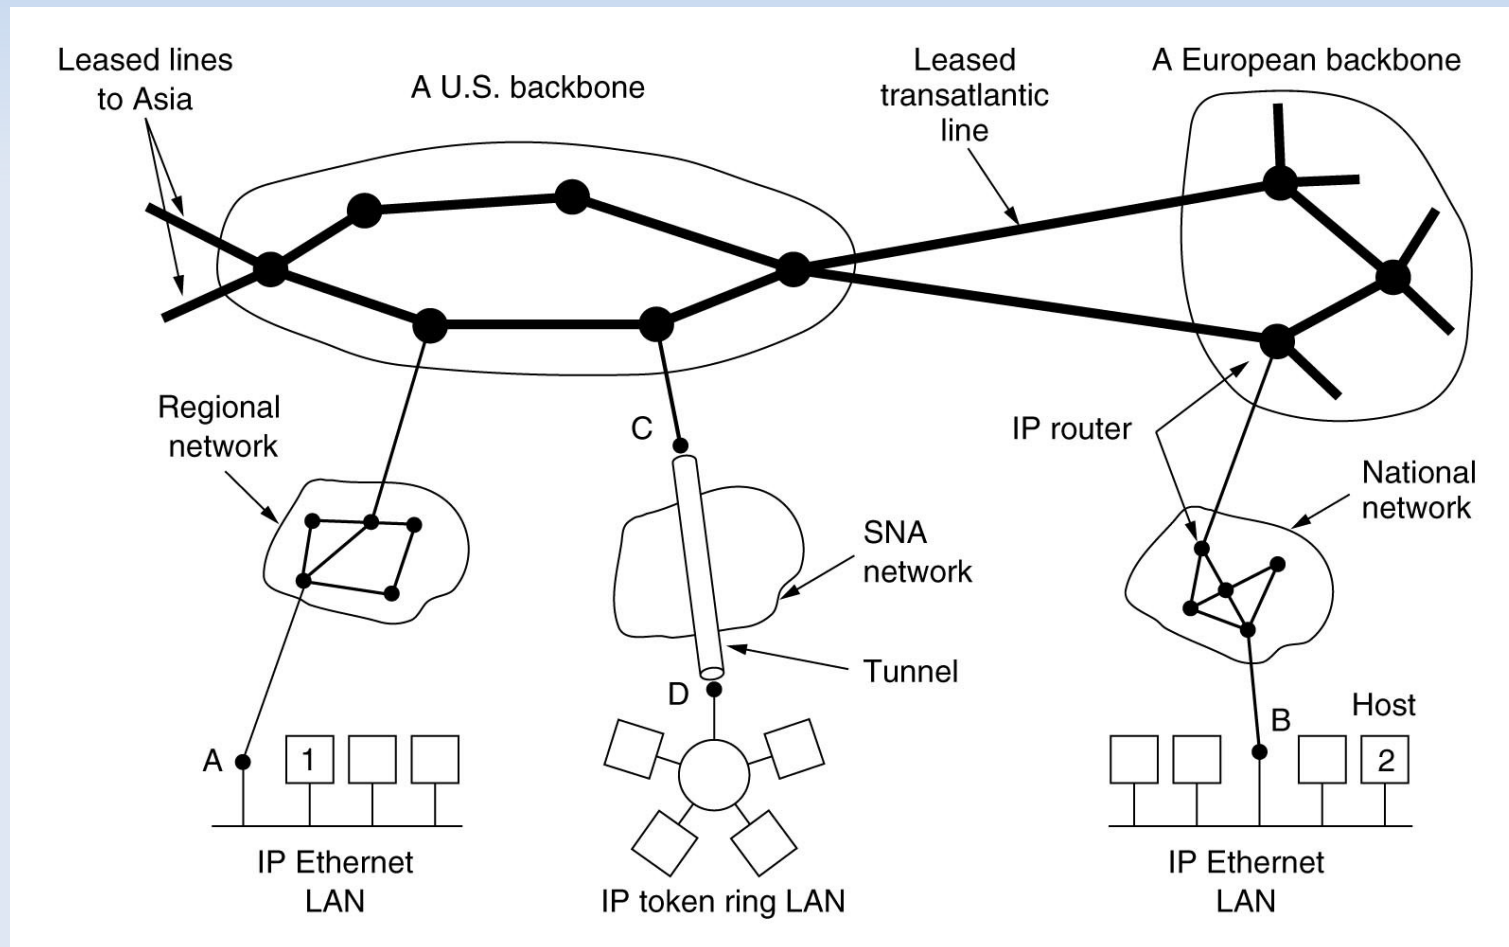 Leased lines
to Asia
A U.S. backbone
Leased
transatlantic
line
A European backbone
Regional
network
C
IP router
National
network
SNA
network
Tunnel
D
A
1
B
Host
2
IP Ethernet
LAN
IP token ring LAN
IP Ethernet
LAN